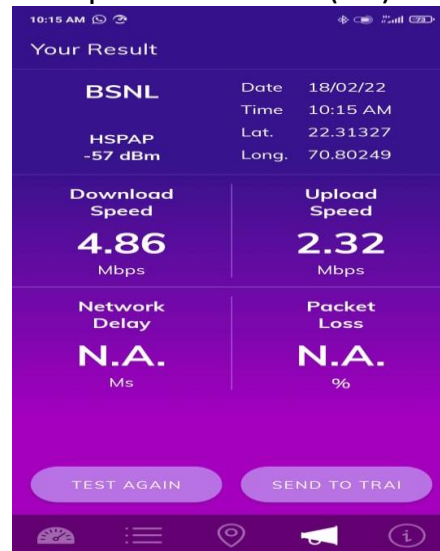 10:15 AM
Your Result
BSNL
HSPAP
-57 dBm
Date 18/02/22
Time 10:15 AM
Lat. 22.31327
Long. 70.80249
Download
Speed
4.86
Mbps
Upload
Speed
2.32
Mbps
Network
Delay
N.A.
Ms
Packet
Loss
N.A.
%
TEST AGAIN
SEND TO TRAI